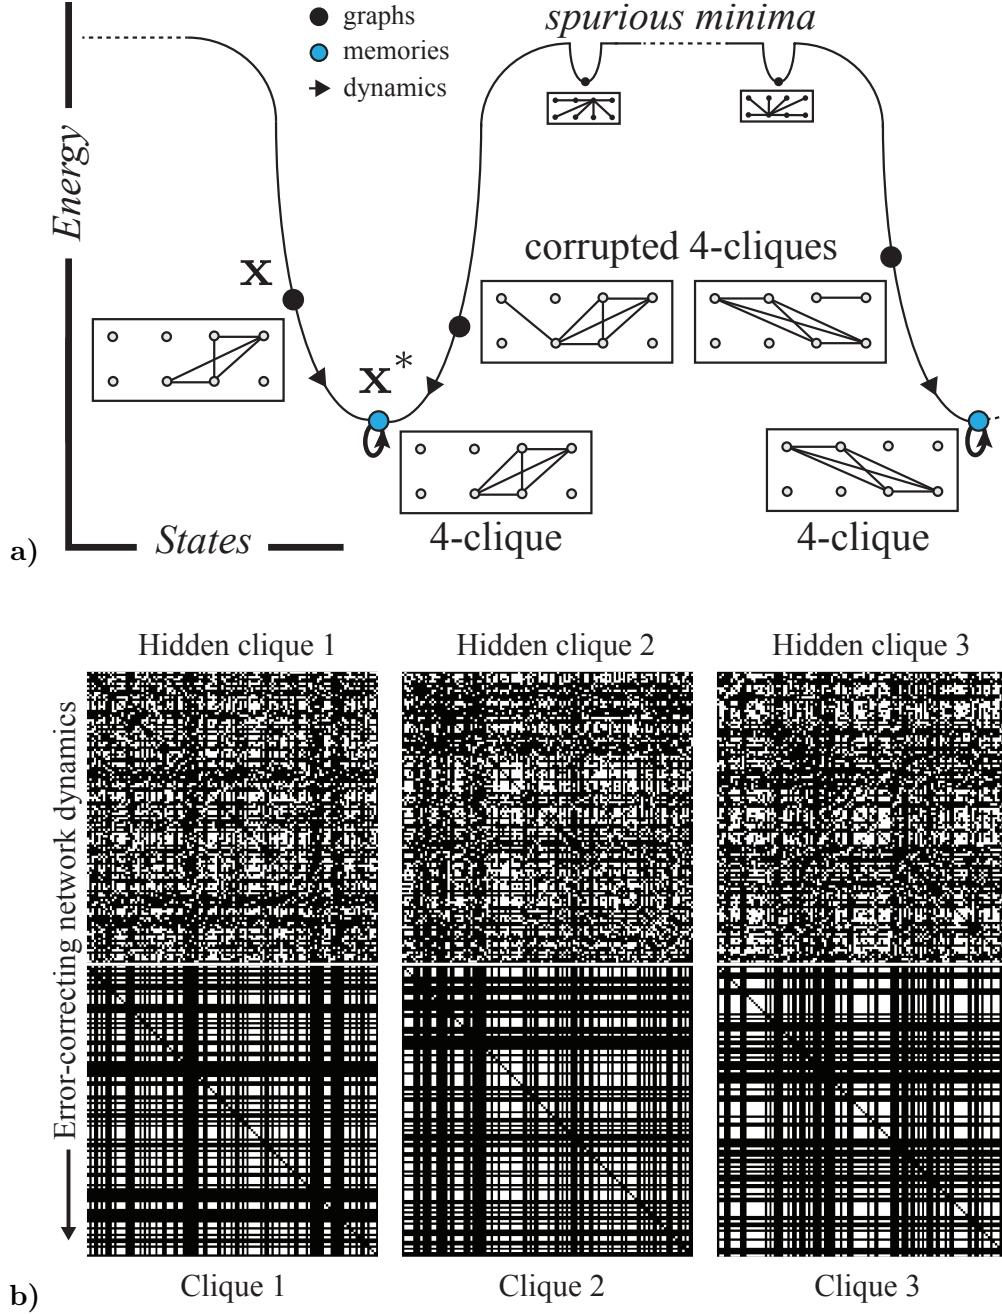 a)
spurious minima
graphs
memories
dynamics
Energy
x
corrupted 4-cliques
x*
4-clique
4-clique
States
Hidden clique 1
Hidden clique 2
Hidden clique 3
Error-correcting network dynamics
b)
Clique 1
Clique 2
Clique 3